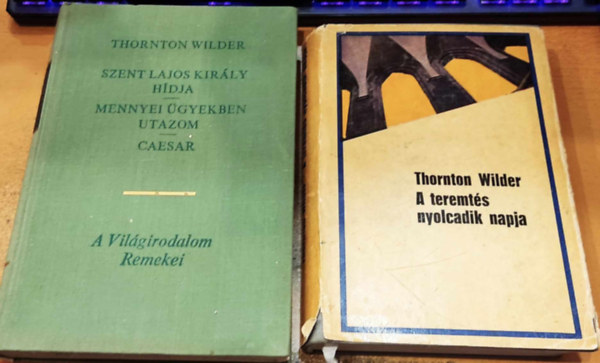 THORNTON WILDER
SZENT LAJOS KIRÁLY
HÍDJA
MENNYEI ÜGYEKBEN
UTAZOM
CAESAR
A Világirodalom
Remekei
Thornton Wilder
A teremtés
nyolcadik napja